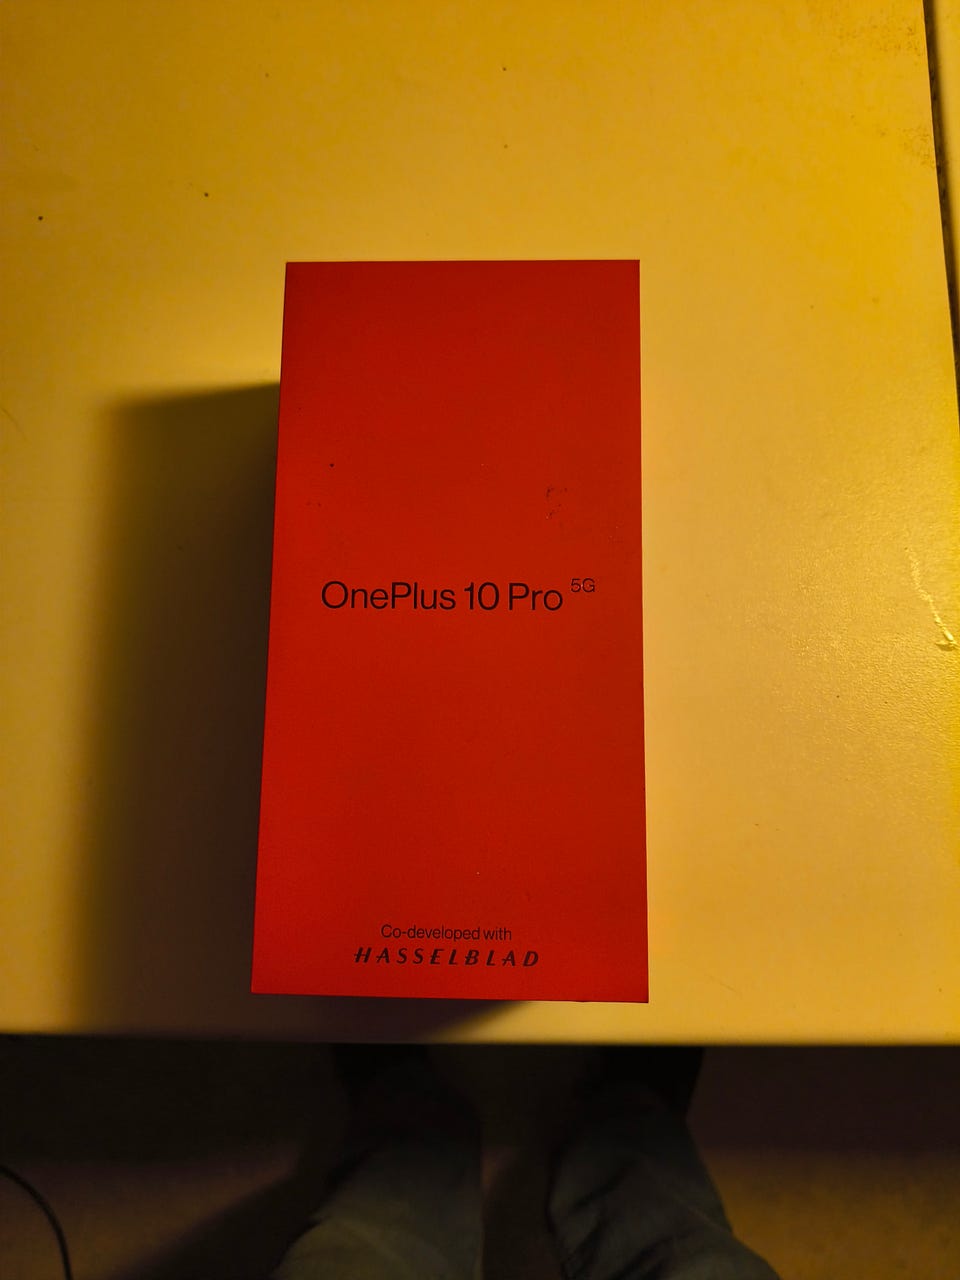 OnePlus 10 Pro 5G
Co-developed with
HASSELBLAD